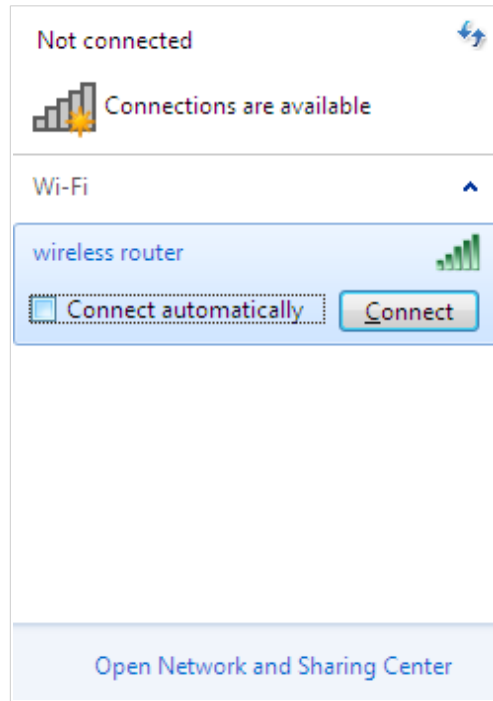 Not connected
Connections are available
Wi-Fi
wireless router
Connect automatically Connect
Open Network and Sharing Center